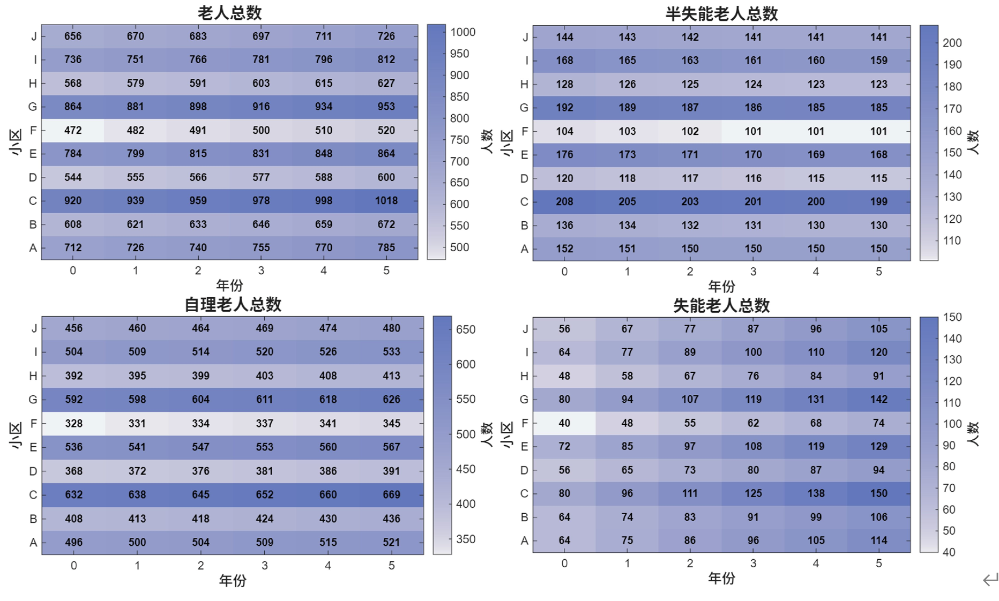 老人总数
J 656 670 683 697 711 726
I 736 751 766 781 796 812
H 568 579 591 603 615 627
G 864 881 898 916 934 953
F 472 482 491 500 510 520
E 784 799 815 831 848 864
D 544 555 566 577 588 600
C 920 939 959 978 998 1018
B 608 621 633 646 659 672
A 712 726 740 755 770 785
0 1 2 3 4 5
年份
小区
1000
950
900
850
800
750
700
650
600
550
500
人数
半失能老人总数
J 144 143 142 141 141 141
I 168 165 163 161 160 159
H 128 126 125 124 123 123
G 192 189 187 186 185 185
F 104 103 102 101 101 101
E 176 173 171 170 169 168
D 120 118 117 116 115 115
C 208 205 203 201 200 199
B 136 134 132 131 130 130
A 152 151 150 150 150 150
0 1 2 3 4 5
年份
小区
200
190
180
170
160
150
140
130
120
110
人数
自理老人总数
J 456 460 464 469 474 480
I 504 509 514 520 526 533
H 392 395 399 403 408 413
G 592 598 604 611 618 626
F 328 331 334 337 341 345
E 536 541 547 553 560 567
D 368 372 376 381 386 391
C 632 638 645 652 660 669
B 408 413 418 424 430 436
A 496 500 504 509 515 521
0 1 2 3 4 5
年份
小区
650
600
550
500
450
400
350
人数
失能老人总数
J 56 67 77 87 96 105
I 64 77 89 100 110 120
H 48 58 67 76 84 91
G 80 94 107 119 131 142
F 40 48 55 62 68 74
E 72 85 97 108 119 129
D 56 65 73 80 87 94
C 80 96 111 125 138 150
B 64 74 83 91 99 106
A 64 75 86 96 105 114
0 1 2 3 4 5
年份
小区
150
140
130
120
110
100
90
80
70
60
50
40
人数